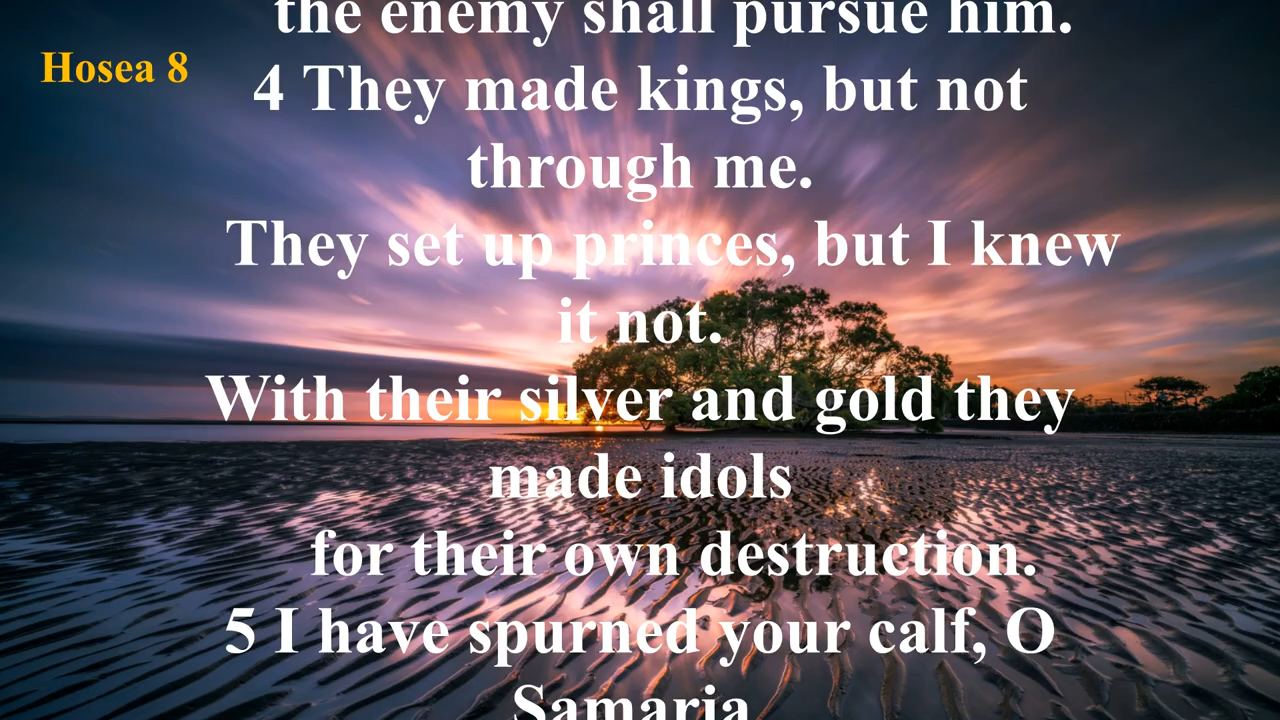 the enemy shall pursue him.
Hosea 8
4 They made kings, but not
through me.
They set up princes, but I knew
it not.
With their silver and gold they
made idols
for their own destruction.
5 I have spurned your calf, O
Samaria